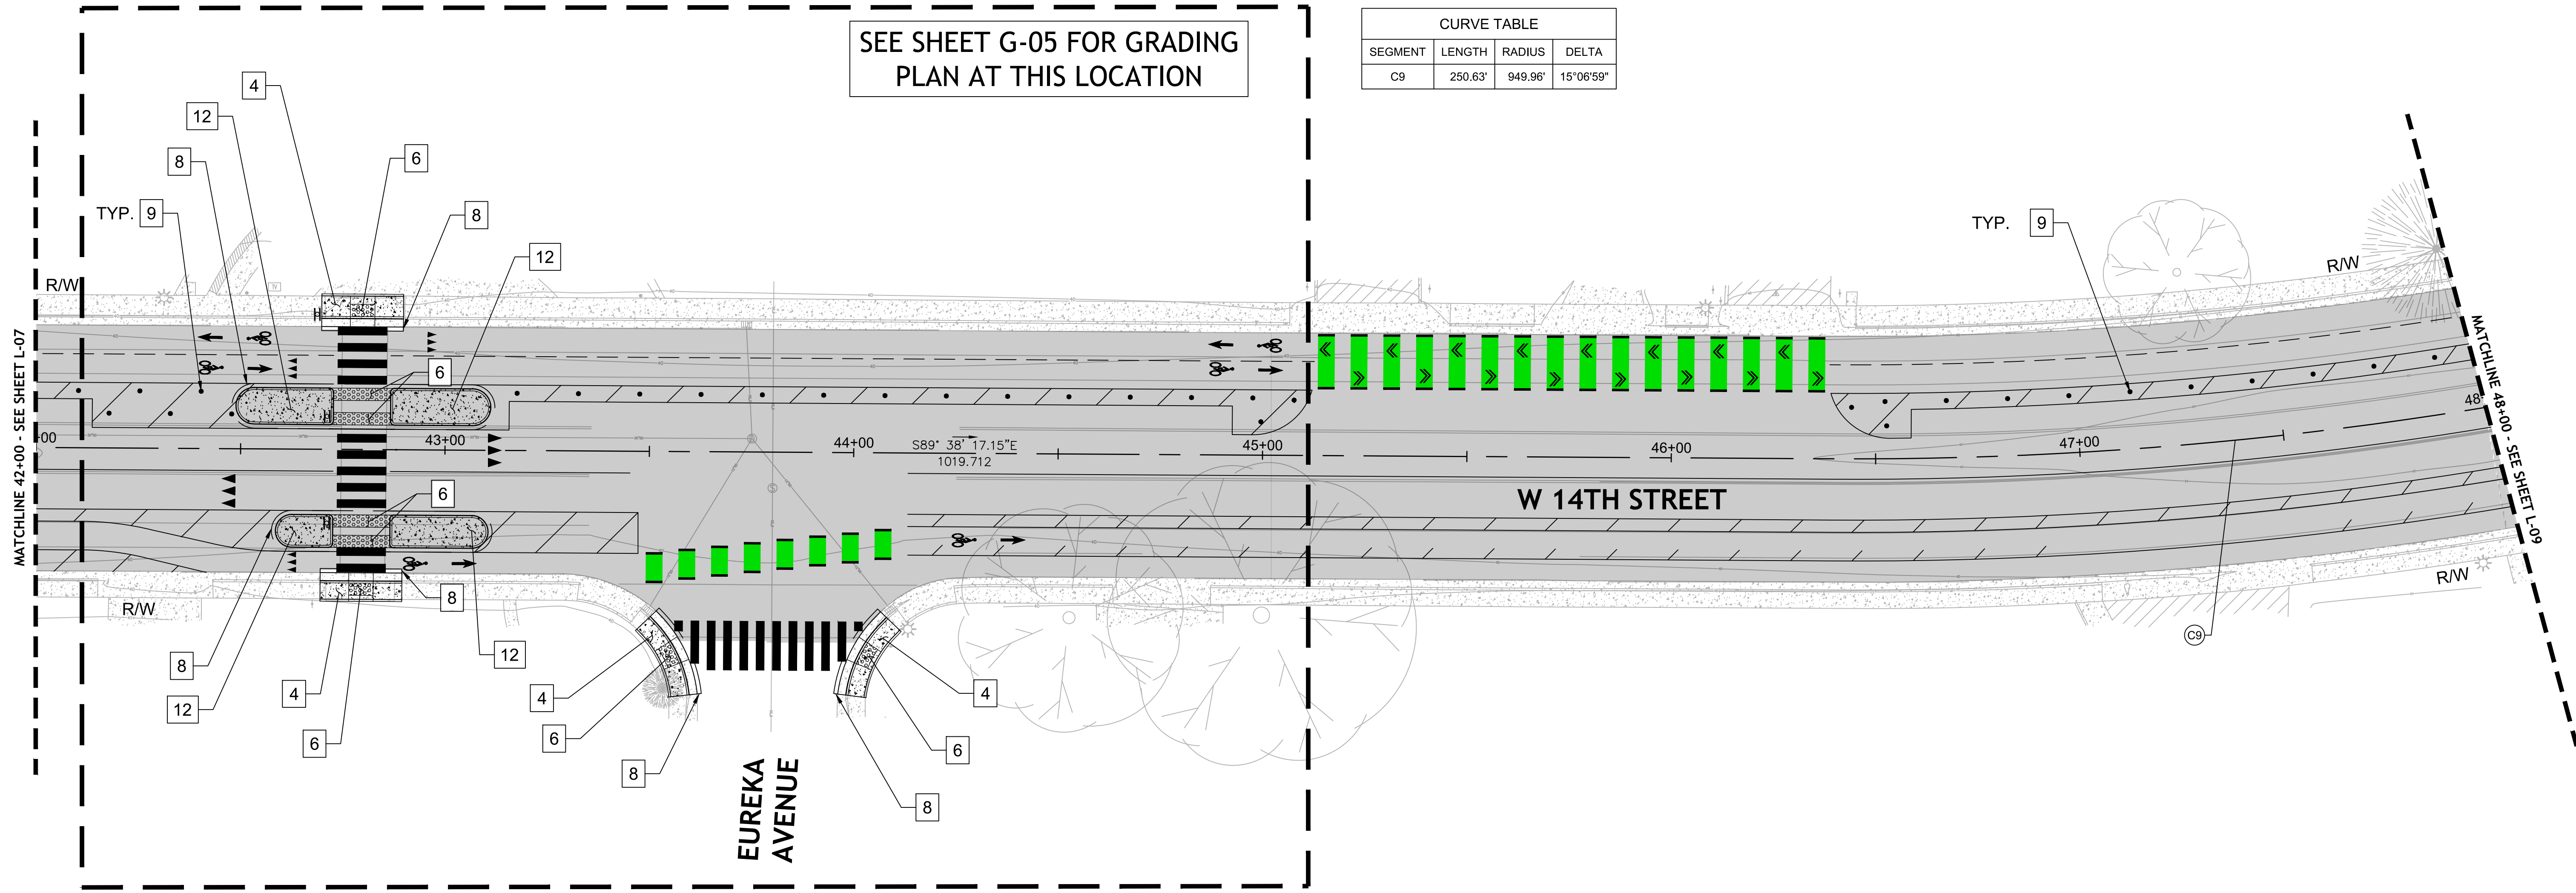 SEE SHEET G-05 FOR GRADING
PLAN AT THIS LOCATION
CURVE TABLE
SEGMENT LENGTH RADIUS DELTA
C9 250.63' 949.96' 15°06'59"
4
12
8
6
TYP. 9
8
12
TYP. 9
R/W
R/W
6
MATCHLINE 42+00 - SEE SHEET L-07
+00
43+00
44+00
S89° 38' 17.15"E
1019.712
45+00
46+00
47+00
48+
6
W 14TH STREET
MATCHLINE 48+00 - SEE SHEET L-09
R/W
R/W
8
C9
8
12
4
12
6
4
6
8
4
6
8
EUREKA
AVENUE